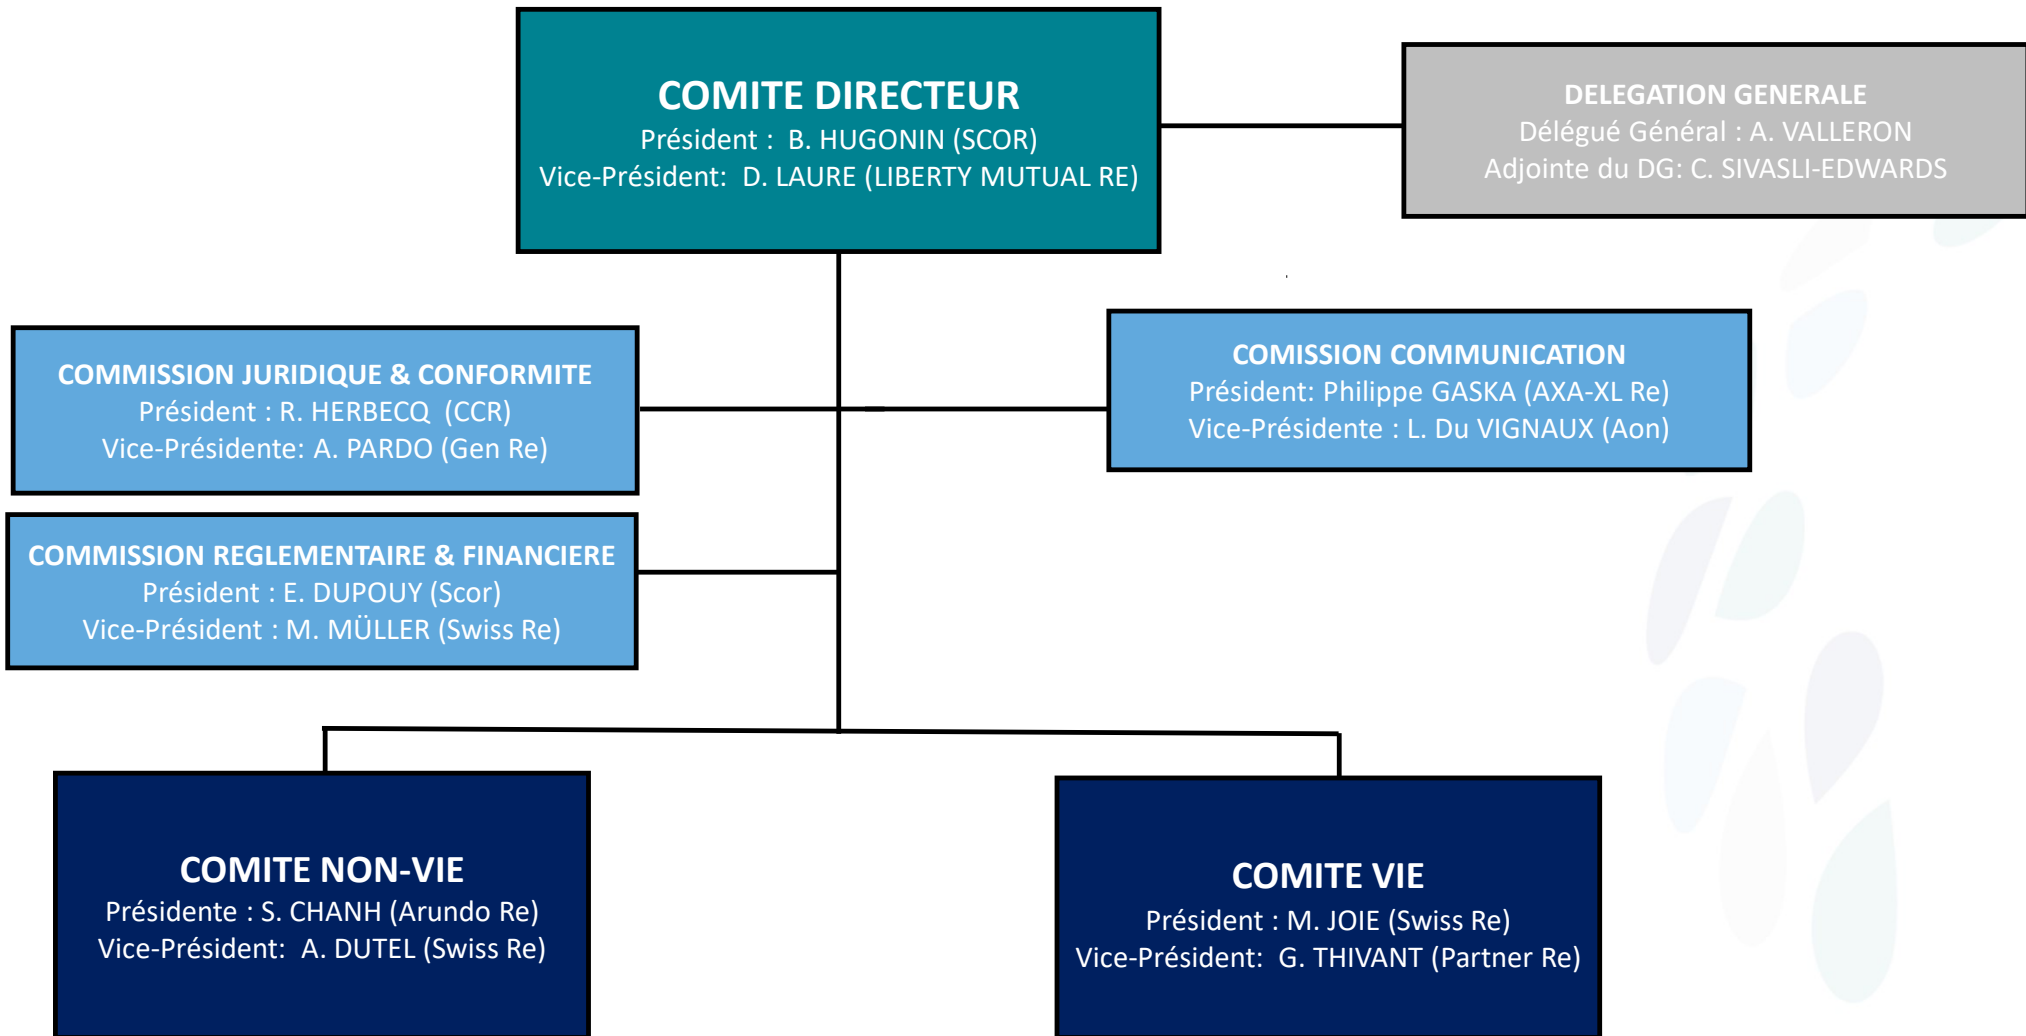 COMITE DIRECTEUR
Président : B. HUGONIN (SCOR)
Vice-Président: D. LAURE (LIBERTY MUTUAL RE)
DELEGATION GENERALE
Délégué Général : A. VALLERON
Adjointe du DG: C. SIVASLI-EDWARDS
COMMISSION JURIDIQUE & CONFORMITE
Président : R. HERBECQ (CCR)
Vice-Présidente: A. PARDO (Gen Re)
COMISSION COMMUNICATION
Président: Philippe GASKA (AXA-XL Re)
Vice-Présidente : L. Du VIGNAUX (Aon)
COMMISSION REGLEMENTAIRE & FINANCIERE
Président : E. DUPOUY (Scor)
Vice-Président : M. MÜLLER (Swiss Re)
COMITE NON-VIE
Présidente : S. CHANH (Arundo Re)
Vice-Président: A. DUTEL (Swiss Re)
COMITE VIE
Président : M. JOIE (Swiss Re)
Vice-Président: G. THIVANT (Partner Re)